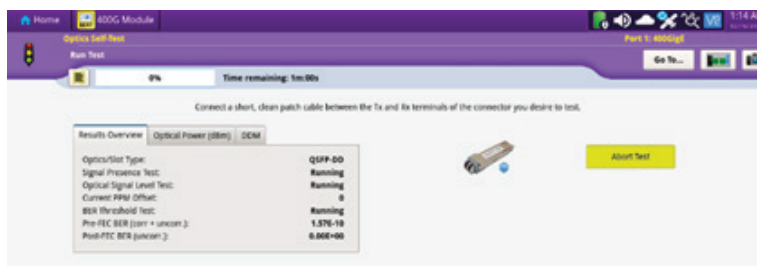 Home 400G Module 1:14 A
Optics Self-Test Port 1: 400GigE
Run Test Go To...
0% Time remaining: 1m:00s
Connect a short, clean patch cable between the Tx and Rx terminals of the connector you desire to test.
Results Overview Optical Power (dBm) DDM
Optics/Slot Type: QSFP-DD
Signal Presence Test: Running
Optical Signal Level Test: Running
Current PPM Offset: 0
BER Threshold Test: Running
Pre-FEC BER (corr + uncorr.): 1.57E-10
Post-FEC BER (uncorr.): 0.00E+00
Abort Test